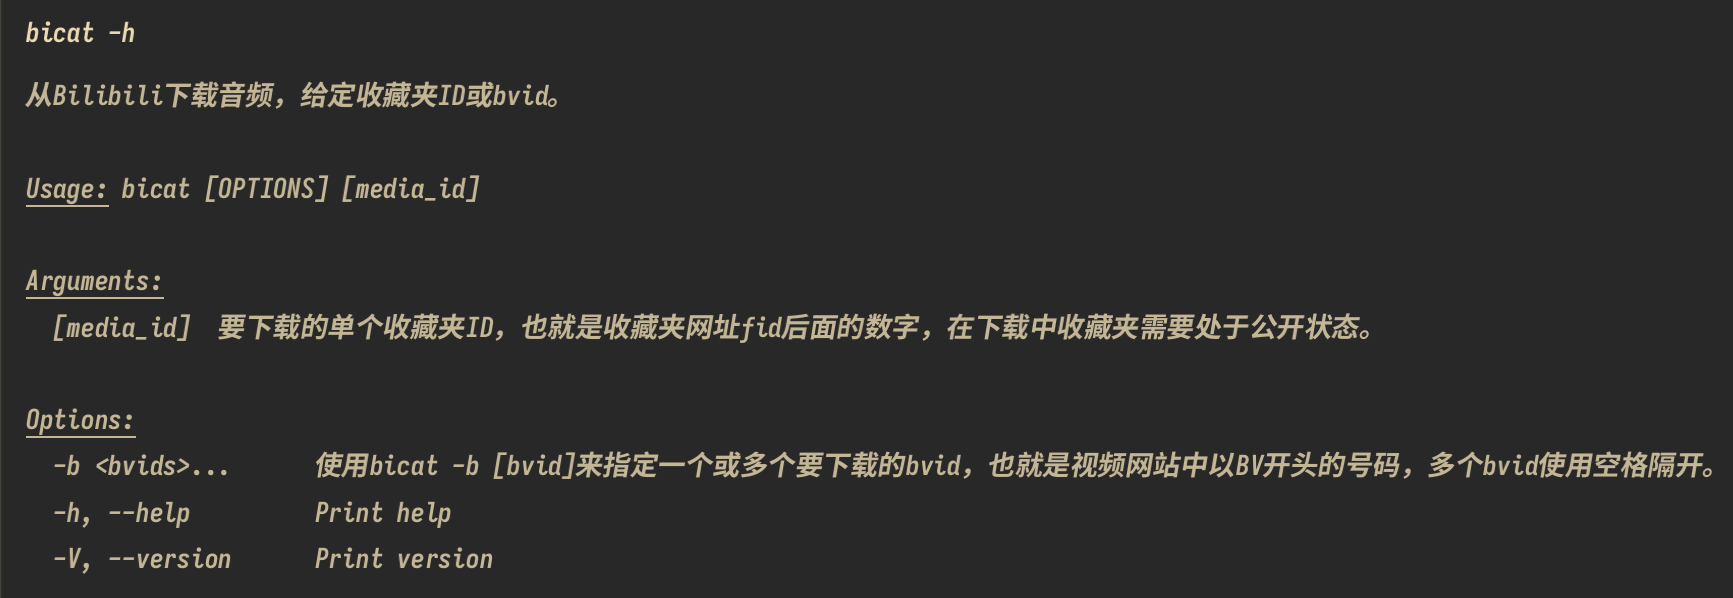 bicat -h
从Bilibili下载音频，给定收藏夹ID或bvid。
Usage: bicat [OPTIONS] [media_id]
Arguments:
[media_id] 要下载的单个收藏夹ID，也就是收藏夹网址fid后面的数字，在下载中收藏夹需要处于公开状态。
Options:
-b <bvids>... 使用bicat -b [bvid]来指定一个或多个要下载的bvid，也就是视频网站中以BV开头的号码，多个bvid使用空格隔开。
-h, --help Print help
-V, --version Print version